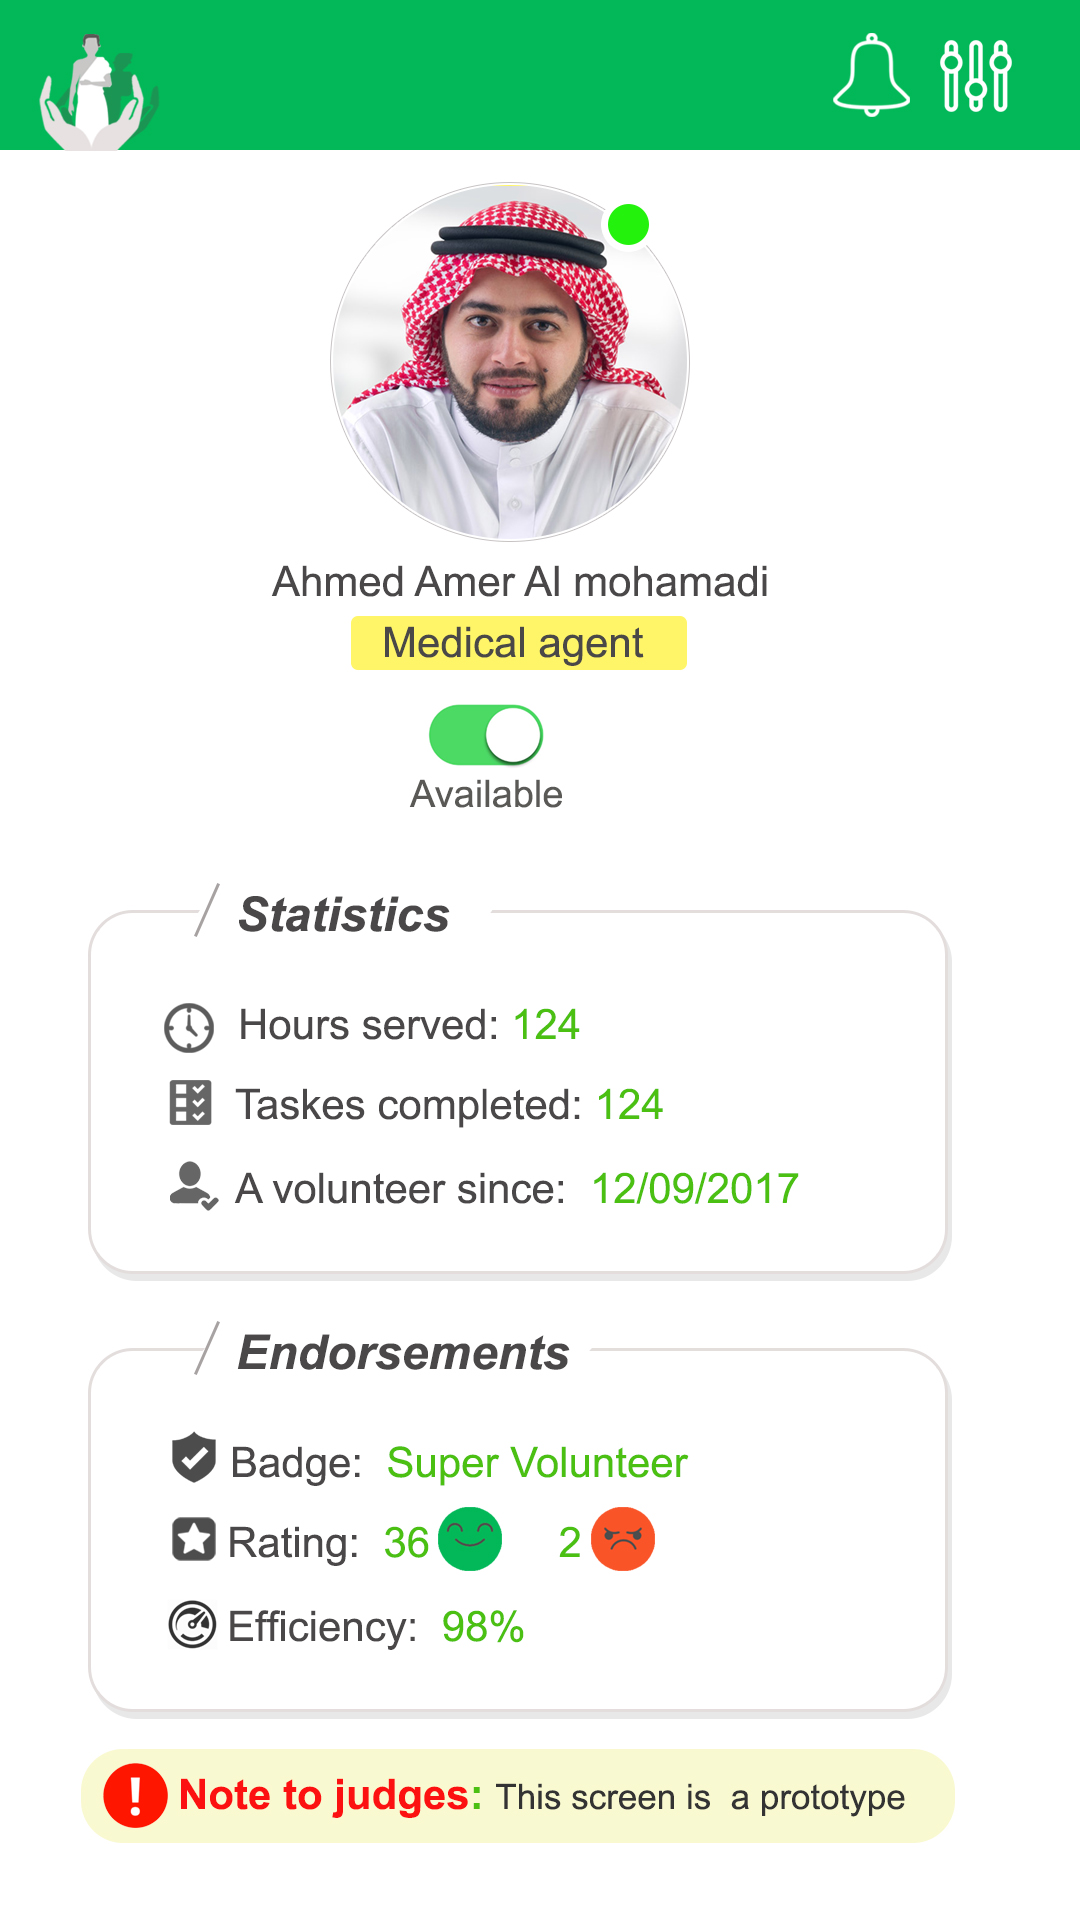 Ahmed Amer Al mohamadi
Medical agent
Available
Statistics
Hours served: 124
Taskes completed: 124
A volunteer since: 12/09/2017
Endorsements
Badge: Super Volunteer
Rating: 36 2
Efficiency: 98%
! Note to judges: This screen is a prototype